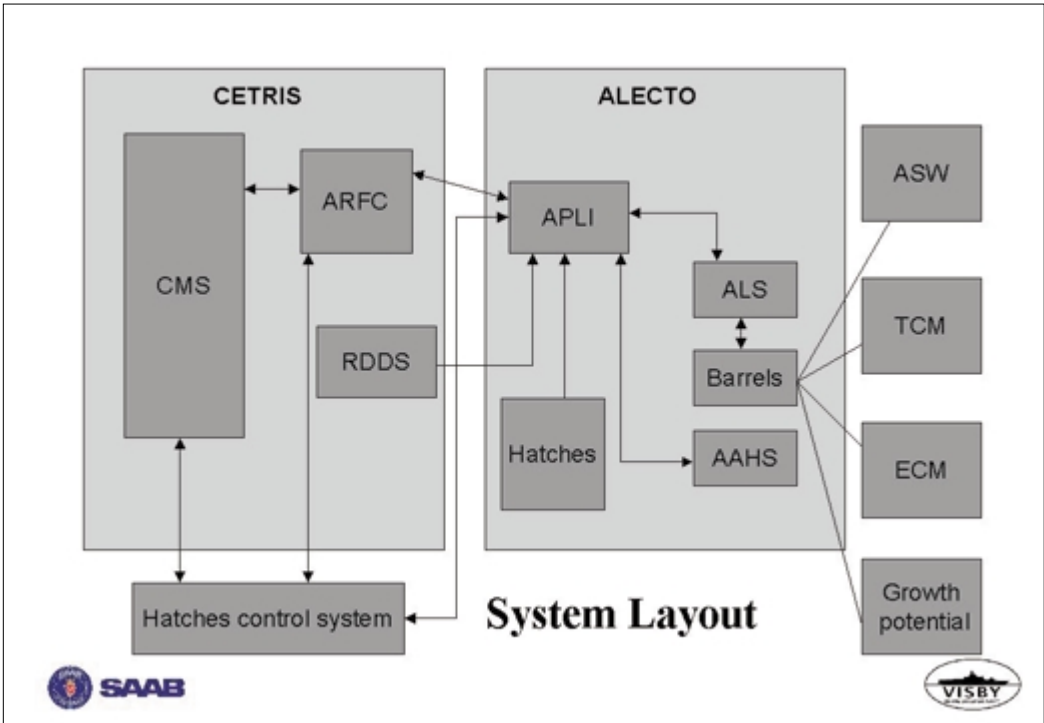 CETRIS
ALECTO
CMS
ARFC
RDDS
APLI
ALS
Barrels
Hatches
AAHS
ASW
TCM
ECM
Growth
potential
Hatches control system
System Layout
SAAB
VISBY